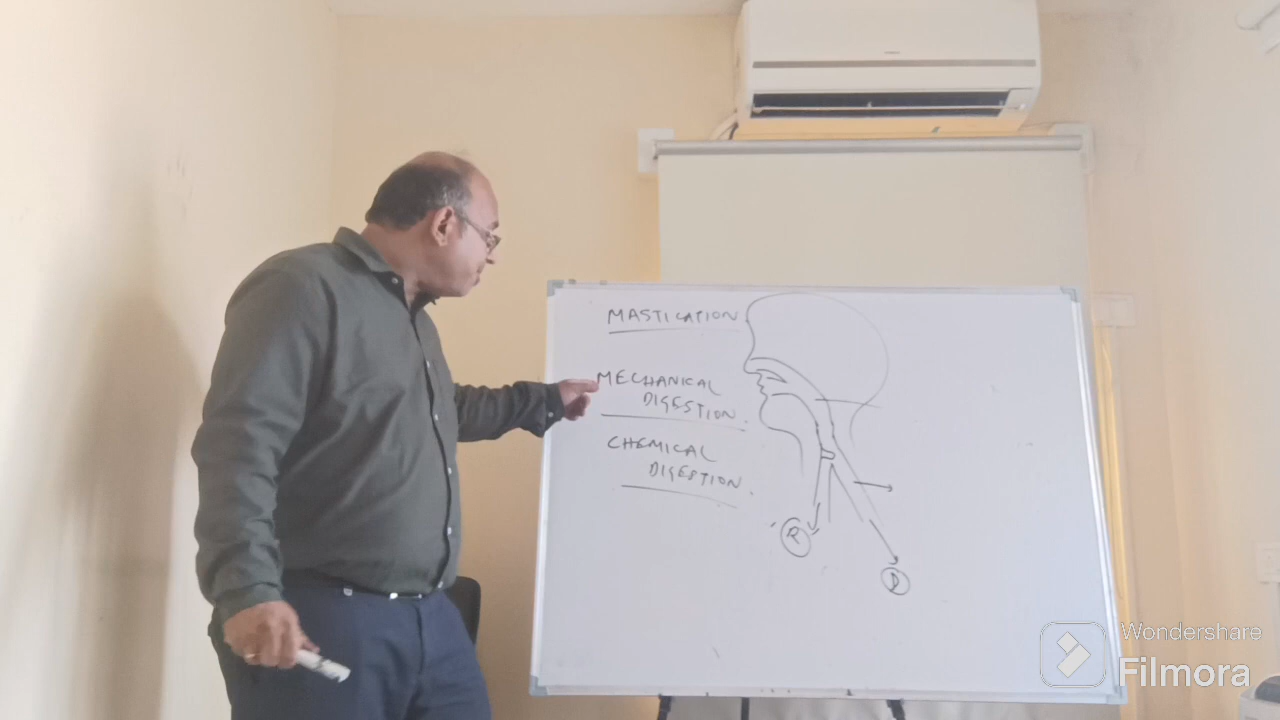 MASTICATION
MECHANICAL
DIGESTION.
CHEMICAL
DIGESTION.
R
D
Wondershare
Filmora